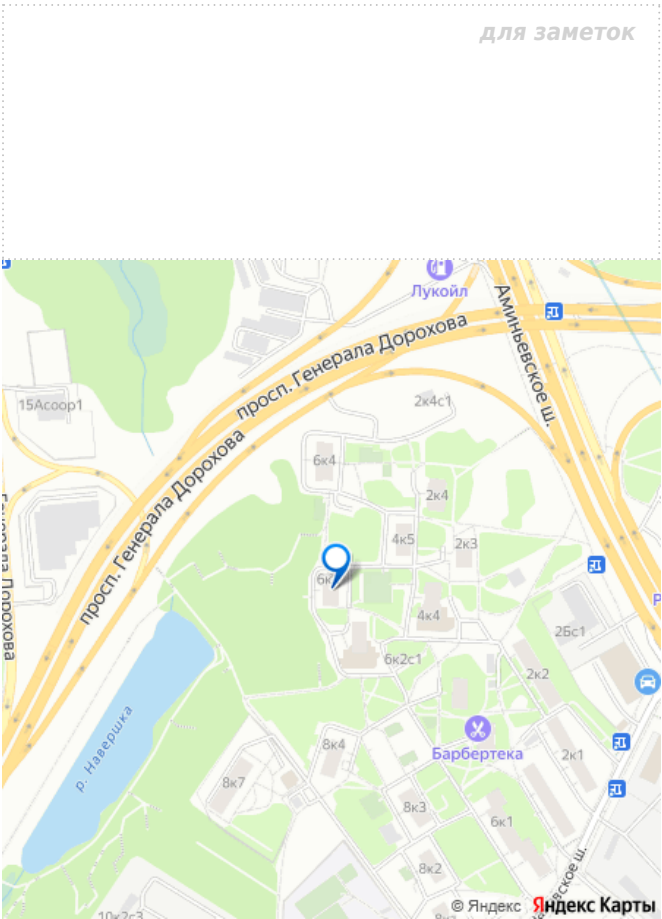 для заметок
Лукойл
Аминьевское ш.
просп. Генерала Дорохова
15Асоор1
2к4с1
6к4
просп. Генерала Дорохова
2к4
4к5
2к3
Генерала Дорохова
4к4
2Бс1
6к2с1
2к2
р. Навершка
Барбертека
8к4
2к1
8к7
8к3
6к1
8к2
10к2с3
© Яндекс Яндекс Карты